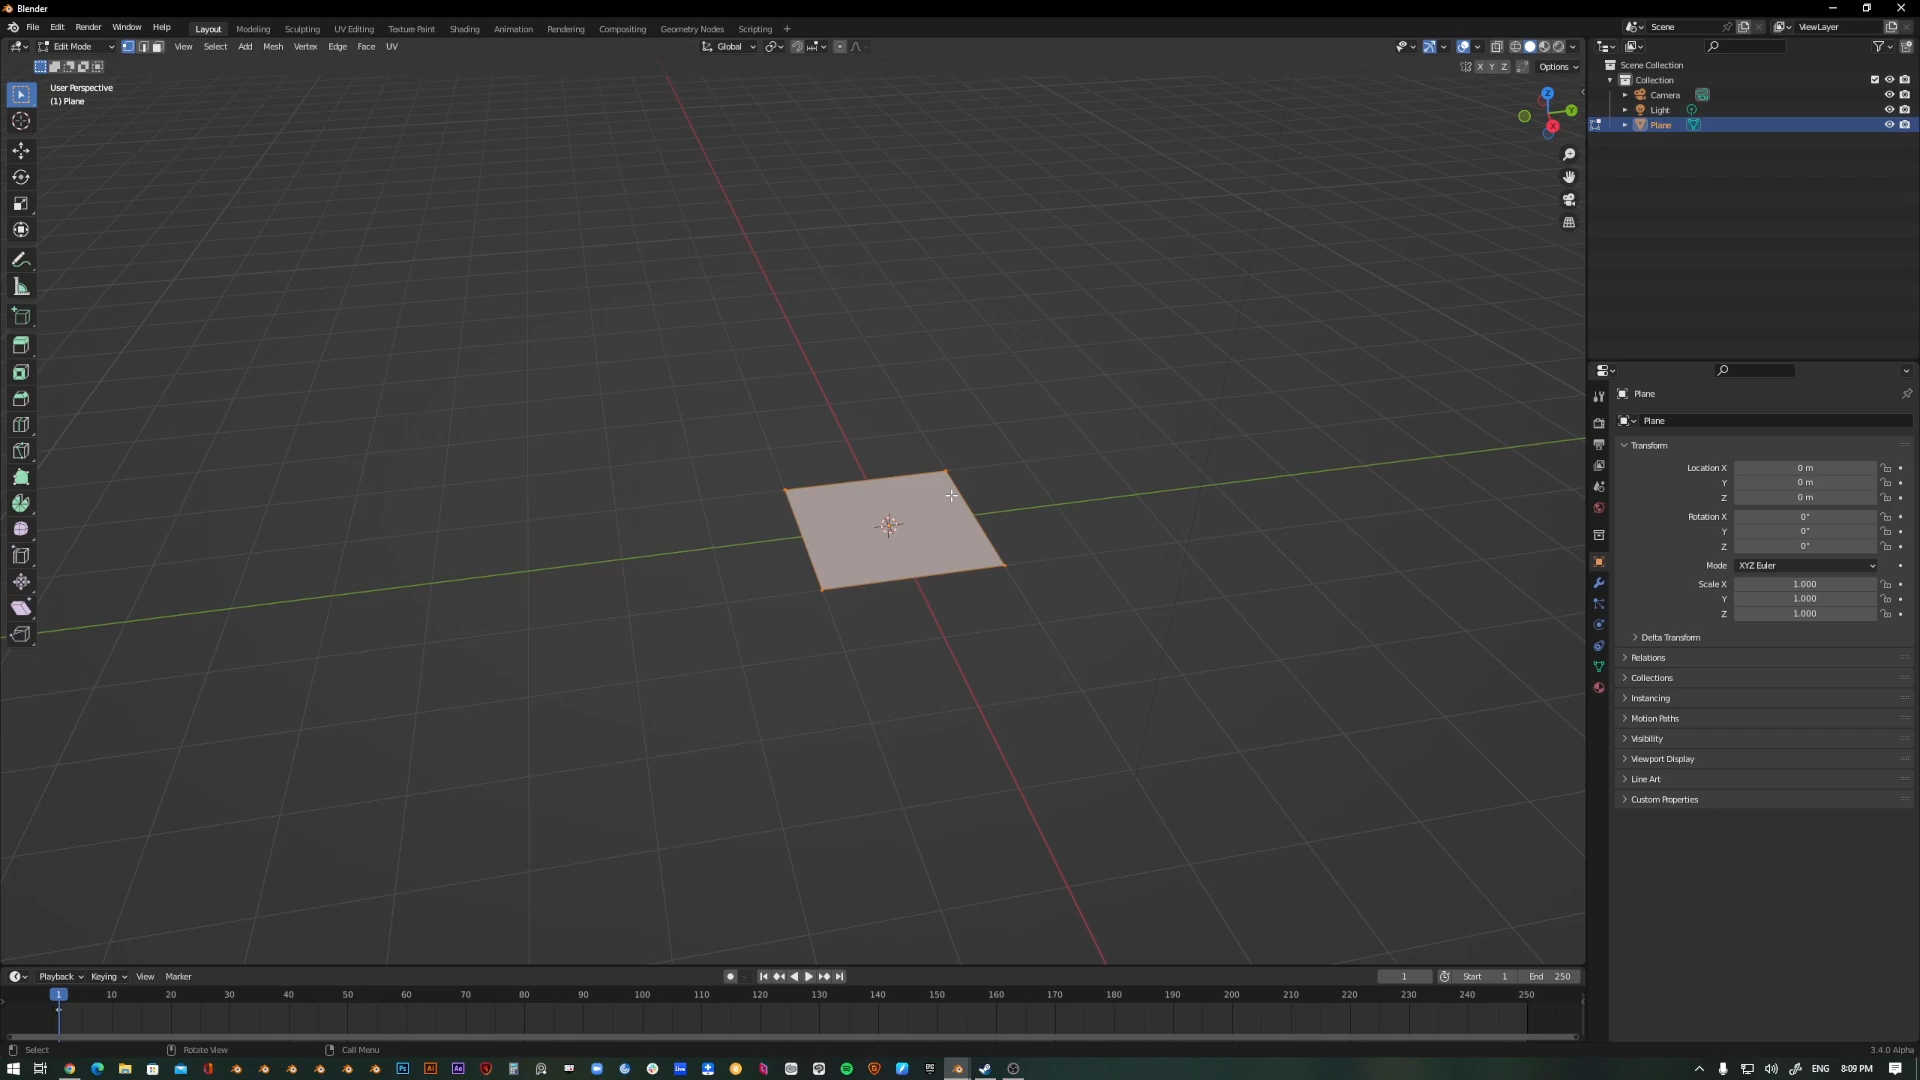 Blender
File Edit Render Window Help Layout Modeling Sculpting UV Editing Texture Paint Shading Animation Rendering Compositing Geometry Nodes Scripting + Scene ViewLayer
Edit Mode View Select Add Mesh Vertex Edge Face UV Global
X Y Z Options
User Perspective
(1) Plane
Z
Y
X
Scene Collection
Collection
Camera
Light
Plane
Plane
Plane
Transform
Location X 0 m
Y 0 m
Z 0 m
Rotation X 0°
Y 0°
Z 0°
Mode XYZ Euler
Scale X 1.000
Y 1.000
Z 1.000
Delta Transform
Relations
Collections
Instancing
Motion Paths
Visibility
Viewport Display
Line Art
Custom Properties
Playback Keying View Marker 1 Start 1 End 250
1 10 20 30 40 50 60 70 80 90 100 110 120 130 140 150 160 170 180 190 200 210 220 230 240 250
Select Rotate View Call Menu 3.4.0 Alpha
Ps Ai Ae Live ENG 8:09 PM